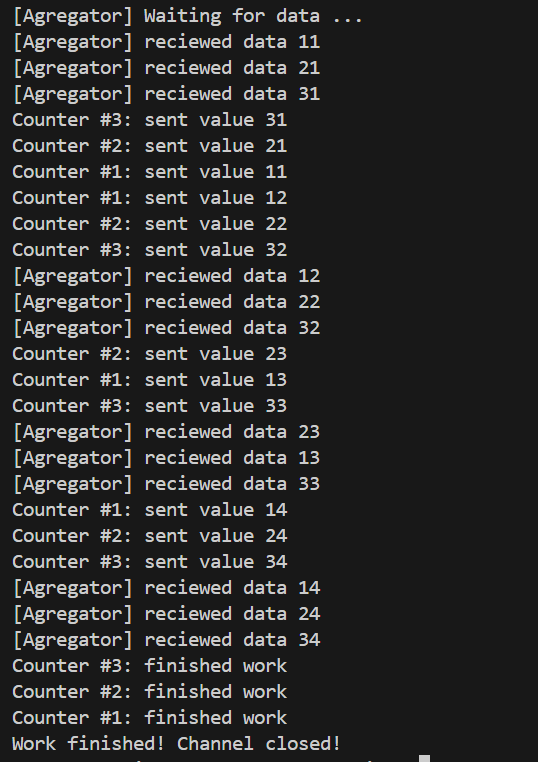 [Agregator] Waiting for data ...
[Agregator] reciewed data 11
[Agregator] reciewed data 21
[Agregator] reciewed data 31
Counter #3: sent value 31
Counter #2: sent value 21
Counter #1: sent value 11
Counter #1: sent value 12
Counter #2: sent value 22
Counter #3: sent value 32
[Agregator] reciewed data 12
[Agregator] reciewed data 22
[Agregator] reciewed data 32
Counter #2: sent value 23
Counter #1: sent value 13
Counter #3: sent value 33
[Agregator] reciewed data 23
[Agregator] reciewed data 13
[Agregator] reciewed data 33
Counter #1: sent value 14
Counter #2: sent value 24
Counter #3: sent value 34
[Agregator] reciewed data 14
[Agregator] reciewed data 24
[Agregator] reciewed data 34
Counter #3: finished work
Counter #2: finished work
Counter #1: finished work
Work finished! Channel closed!